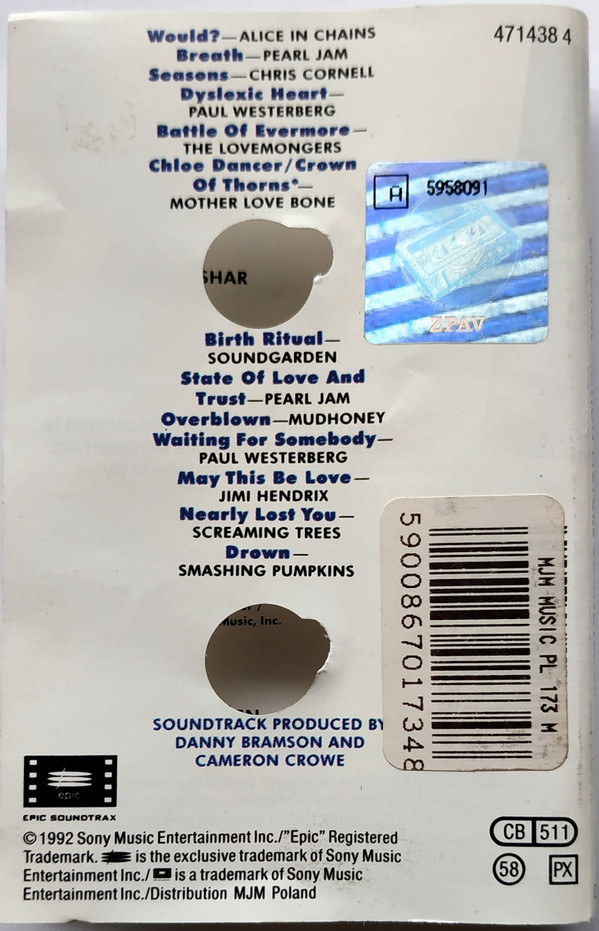 Would?—ALICE IN CHAINS
Breath—PEARL JAM
Seasons—CHRIS CORNELL
Dyslexic Heart—
PAUL WESTERBERG
Battle Of Evermore—
THE LOVEMONGERS
Chloe Dancer/Crown
Of Thorns*—
MOTHER LOVE BONE
SHAR
Birth Ritual—
SOUNDGARDEN
State Of Love And
Trust—PEARL JAM
Overblown—MUDHONEY
Waiting For Somebody—
PAUL WESTERBERG
May This Be Love—
JIMI HENDRIX
Nearly Lost You—
SCREAMING TREES
Drown—
SMASHING PUMPKINS
Music, Inc.
SOUNDTRACK PRODUCED BY
DANNY BRAMSON AND
CAMERON CROWE
471438 4
A 5958091
ZPAV
5900867017348
MJM MUSIC PL 173 M
epic
EPIC SOUNDTRAX
© 1992 Sony Music Entertainment Inc./"Epic" Registered
Trademark. is the exclusive trademark of Sony Music
Entertainment Inc./ is a trademark of Sony Music
Entertainment Inc./Distribution MJM Poland
CB 511
58 PX